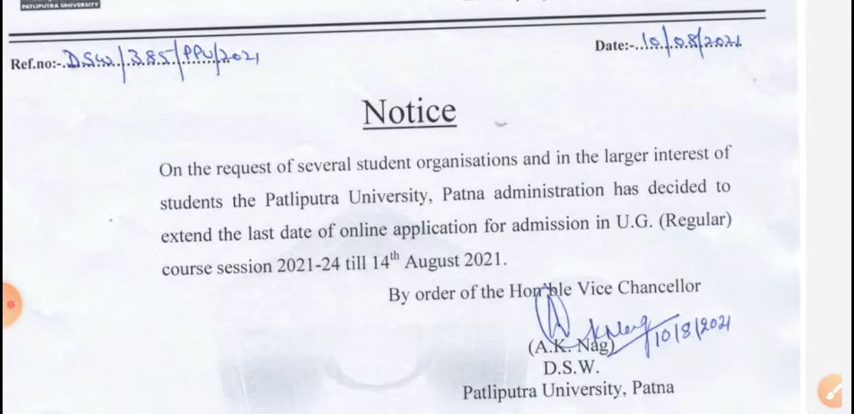 PATLIPUTRA UNIVERSITY
Ref.no:-.D.S.W./385/PPU/2021
Date:-..10/08/2021
Notice
On the request of several student organisations and in the larger interest of
students the Patliputra University, Patna administration has decided to
extend the last date of online application for admission in U.G. (Regular)
course session 2021-24 till 14th August 2021.
By order of the Hon'ble Vice Chancellor
10/8/2021
(A.K. Nag)
D.S.W.
Patliputra University, Patna